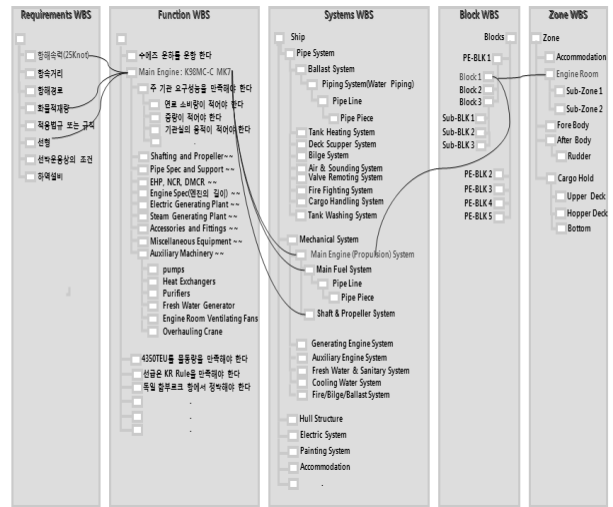 Requirements WBS
항해속력(25Knot)
항속거리
항해경로
화물적재량
적용법규 또는 규칙
선형
선박운용상의 조건
하역설비
Function WBS
수에즈 운하를 운항 한다
Main Engine : K98MC-C MK7
주 기관 요구성능을 만족해야 한다
연료 소비량이 적어야 한다
중량이 적어야 한다
기관실의 용적이 적어야 한다
.
Shafting and Propeller~~
Pipe Spec and Support ~~
EHP, NCR, DMCR ~~
Engine Spec(엔진의 길이) ~~
Electric Generating Plant ~~
Steam Generating Plant ~~
Accessories and Fittings ~~
Miscellaneous Equipment ~~
Auxiliary Machinery ~~
pumps
Heat Exchangers
Purifiers
Fresh Water Generator
Engine Room Ventilating Fans
Overhauling Crane
4350TEU를 물동량을 만족해야 한다
선급은 KR Rule을 만족해야 한다
독일 함부르크 항에서 정박해야 한다
.
.
.
Systems WBS
Ship
Pipe System
Ballast System
Piping System(Water Piping)
Pipe Line
Pipe Piece
Tank Heating System
Deck Scupper System
Bilge System
Air & Sounding System
Valve Remoting System
Fire Fighting System
Cargo Handling System
Tank Washing System
Mechanical System
Main Engine (Propulsion) System
Main Fuel System
Pipe Line
Pipe Piece
Shaft & Propeller System
Generating Engine System
Auxiliary Engine System
Fresh Water & Sanitary System
Cooling Water System
Fire/Bilge/Ballast System
Hull Structure
Electric System
Painting System
Accommodation
.
Block WBS
Blocks
PE-BLK 1
Block 1
Block 2
Block 3
Sub-BLK 1
Sub-BLK 2
Sub-BLK 3
PE-BLK 2
PE-BLK 3
PE-BLK 4
PE-BLK 5
Zone WBS
Zone
Accommodation
Engine Room
Sub-Zone 1
Sub-Zone 2
Fore Body
After Body
Rudder
Cargo Hold
Upper Deck
Hopper Deck
Bottom